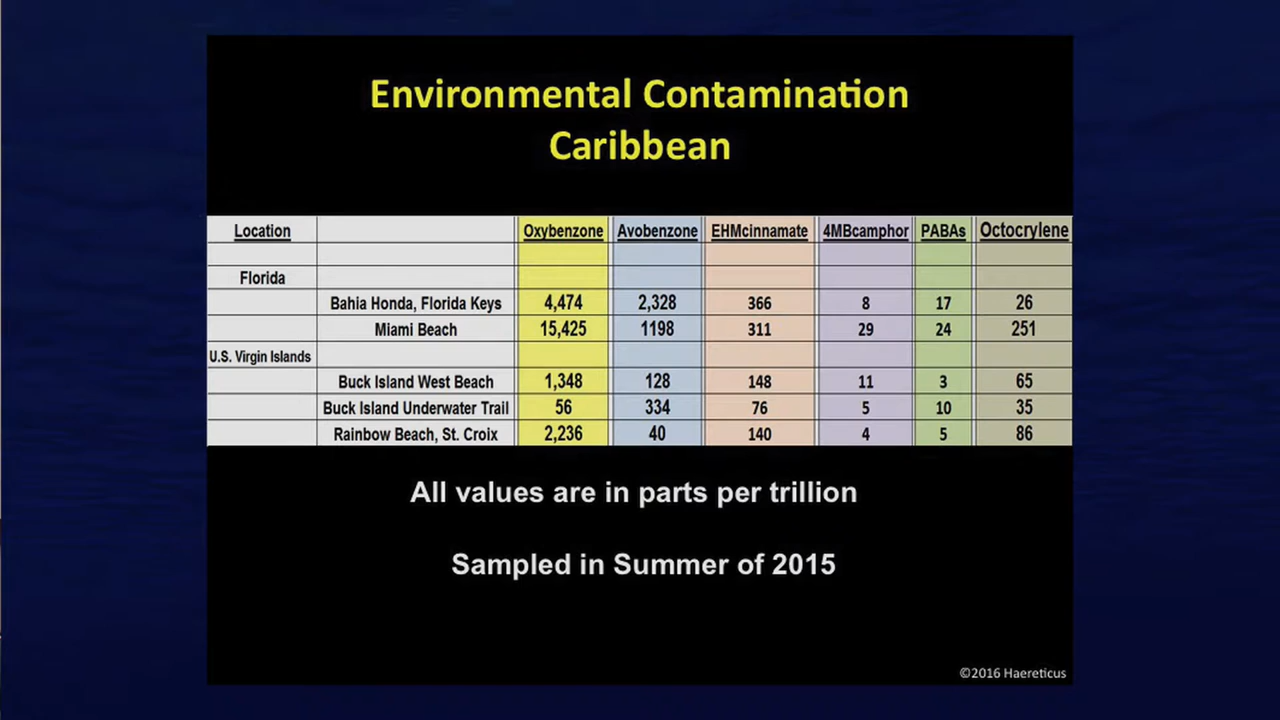 Environmental Contamination
Caribbean
Location Oxybenzone Avobenzone EHMcinnamate 4MBcamphor PABAs Octocrylene
Florida
Bahia Honda, Florida Keys 4,474 2,328 366 8 17 26
Miami Beach 15,425 1198 311 29 24 251
U.S. Virgin Islands
Buck Island West Beach 1,348 128 148 11 3 65
Buck Island Underwater Trail 56 334 76 5 10 35
Rainbow Beach, St. Croix 2,236 40 140 4 5 86
All values are in parts per trillion
Sampled in Summer of 2015
©2016 Haereticus